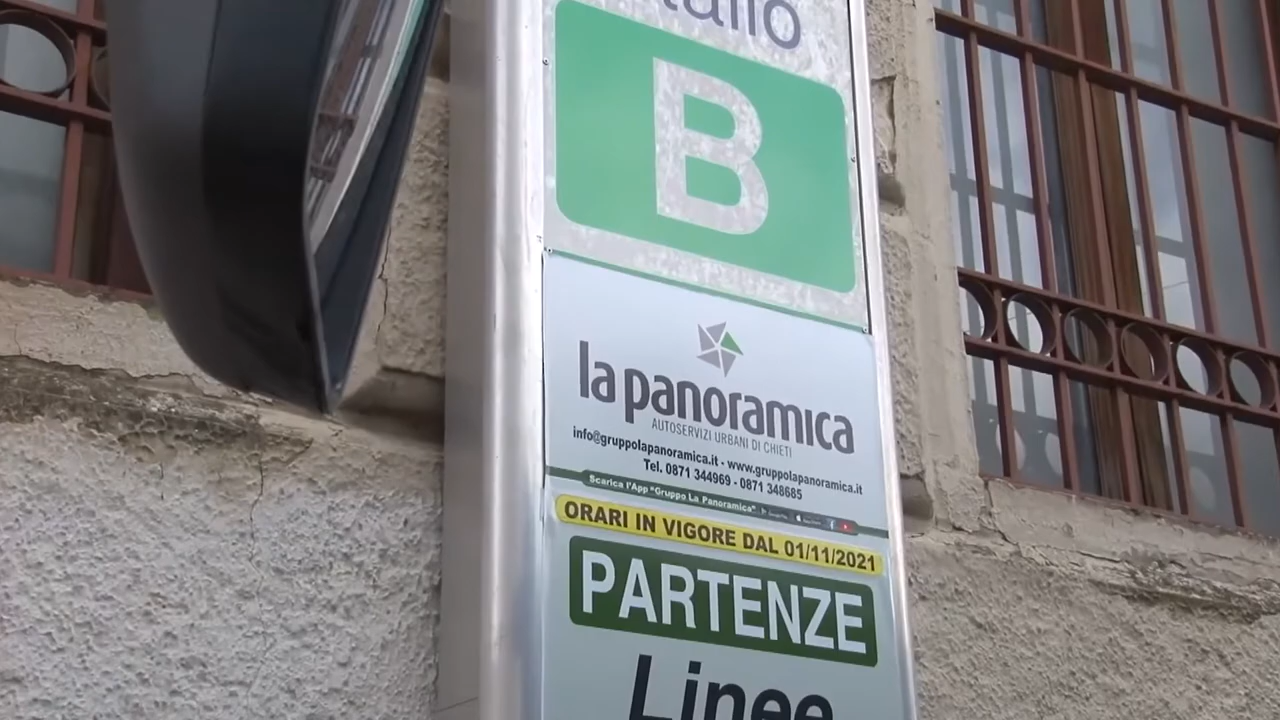 B
la panoramica
AUTOSERVIZI URBANI DI CHIETI
info@gruppolapanoramica.it - www.gruppolapanoramica.it
Tel. 0871 344969 - 0871 348685
Scarica l'App "Gruppo La Panoramica"
ORARI IN VIGORE DAL 01/11/2021
PARTENZE
Linee